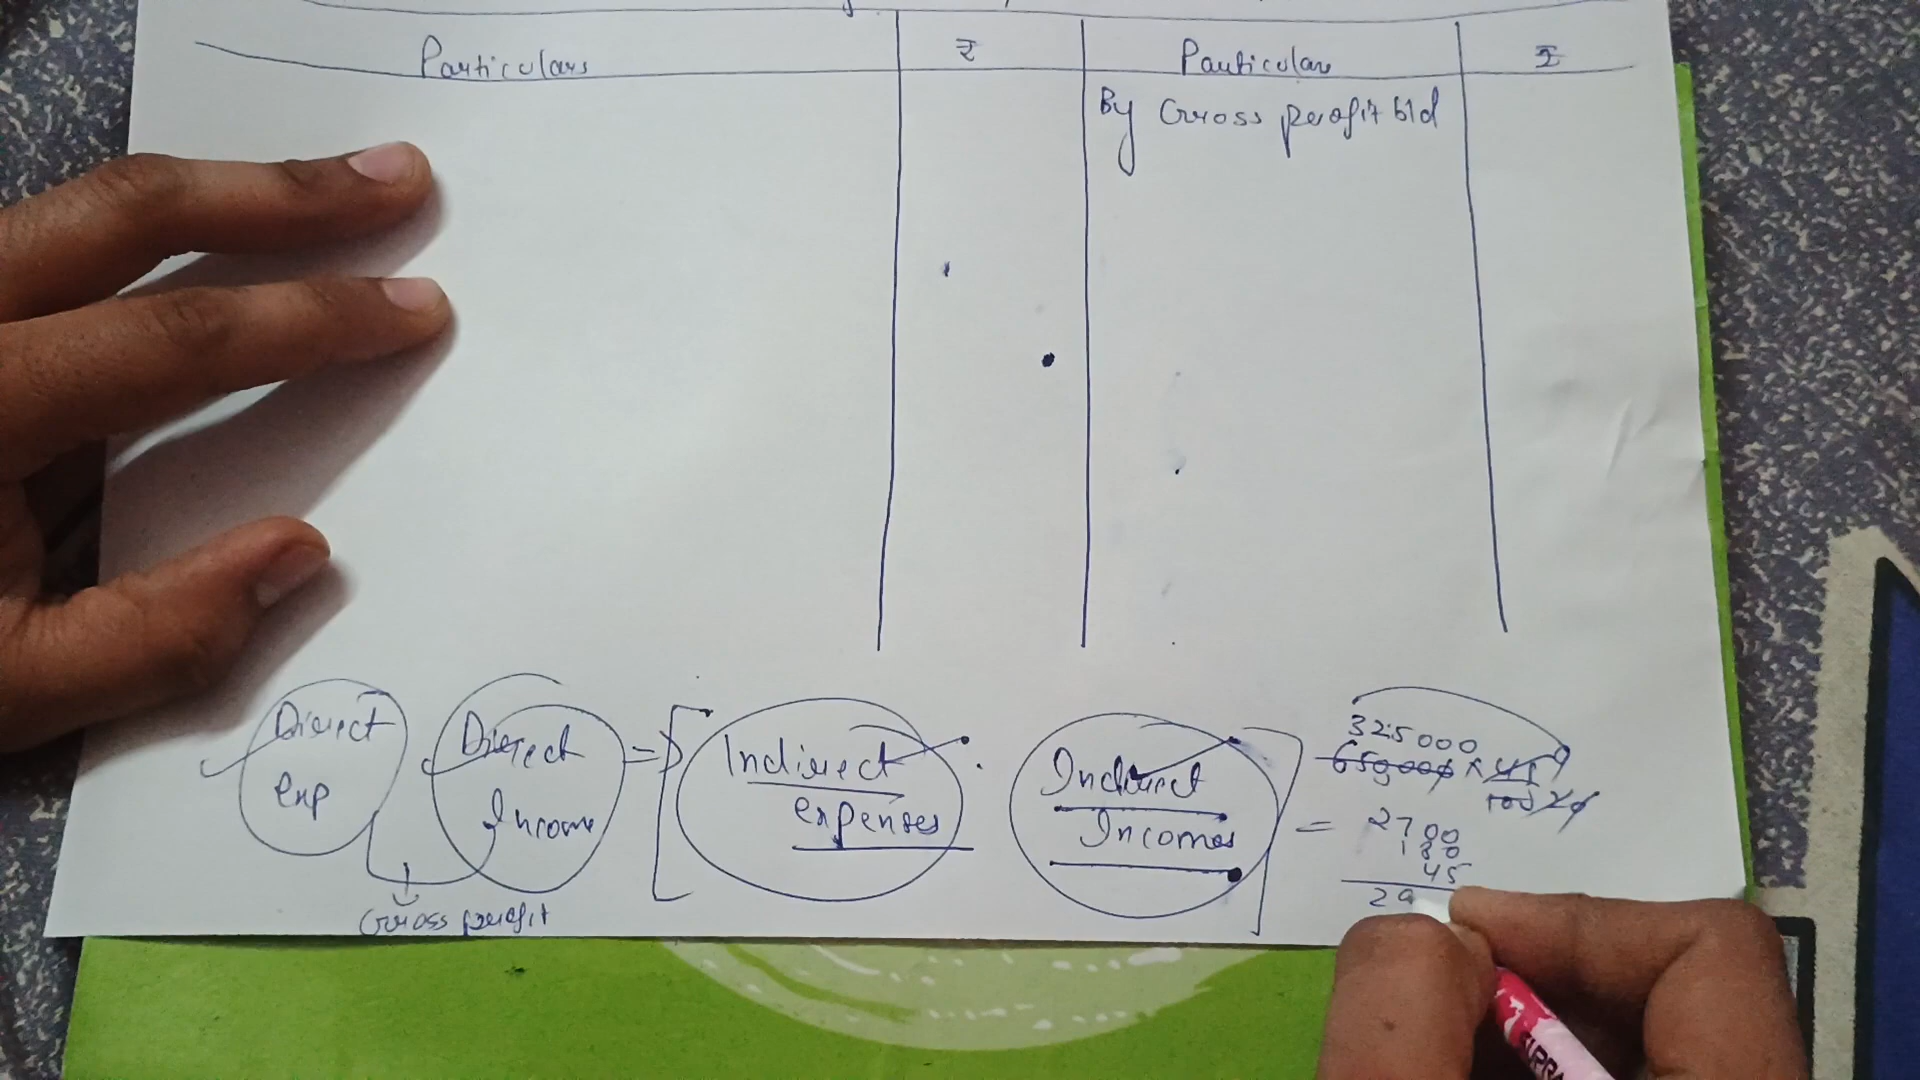 Particulars ₹ Particular ₹
By Gross profit b/d
Direct exp
Direct Income
=
Indirect expenses
Indirect Incomes
Gross profit
325000
650000 x
= 2700
180
45
29